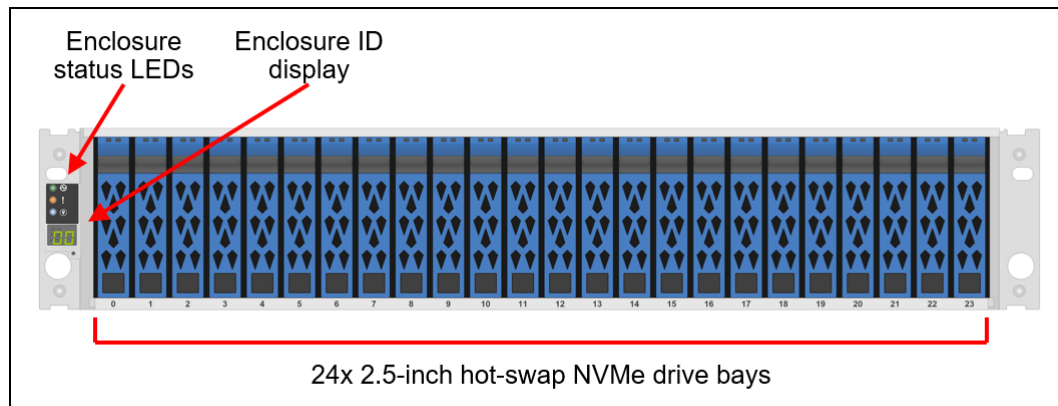 Enclosure
status LEDs
Enclosure ID
display
00
0 1 2 3 4 5 6 7 8 9 10 11 12 13 14 15 16 17 18 19 20 21 22 23
24x 2.5-inch hot-swap NVMe drive bays